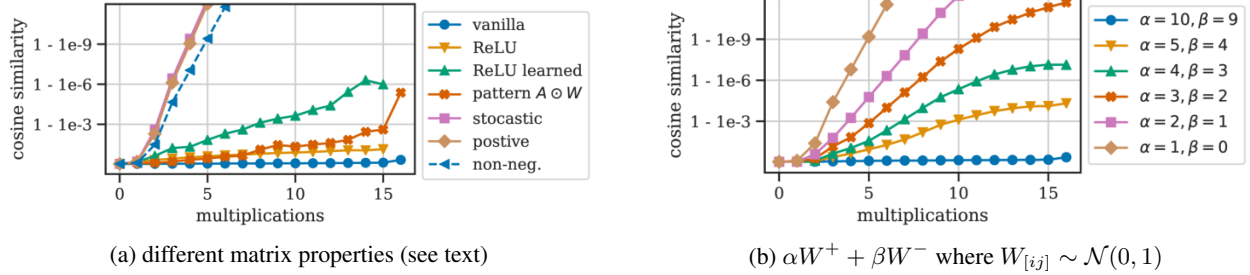 cosine similarity
1 - 1e-9
1 - 1e-6
1 - 1e-3
0 5 10 15
multiplications
vanilla
ReLU
ReLU learned
pattern A ⊙ W
stocastic
postive
non-neg.
(a) different matrix properties (see text)
cosine similarity
1 - 1e-9
1 - 1e-6
1 - 1e-3
0 5 10 15
multiplications
α = 10, β = 9
α = 5, β = 4
α = 4, β = 3
α = 3, β = 2
α = 2, β = 1
α = 1, β = 0
(b) αW⁺ + βW⁻ where W[ij] ∼ 𝒩(0, 1)